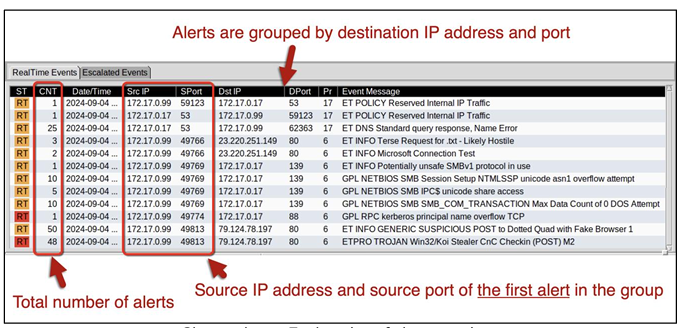 Alerts are grouped by destination IP address and port
RealTime Events Escalated Events
ST CNT Date/Time Src IP SPort Dst IP DPort Pr Event Message
RT 1 2024-09-04 ... 172.17.0.99 59123 172.17.0.17 53 17 ET POLICY Reserved Internal IP Traffic
RT 1 2024-09-04 ... 172.17.0.17 53 172.17.0.99 59123 17 ET POLICY Reserved Internal IP Traffic
RT 25 2024-09-04 ... 172.17.0.17 53 172.17.0.99 62363 17 ET DNS Standard query response, Name Error
RT 3 2024-09-04 ... 172.17.0.99 49766 23.220.251.149 80 6 ET INFO Terse Request for .txt - Likely Hostile
RT 2 2024-09-04 ... 172.17.0.99 49766 23.220.251.149 80 6 ET INFO Microsoft Connection Test
RT 1 2024-09-04 ... 172.17.0.99 49769 172.17.0.17 139 6 ET INFO Potentially unsafe SMBv1 protocol in use
RT 10 2024-09-04 ... 172.17.0.99 49769 172.17.0.17 139 6 GPL NETBIOS SMB Session Setup NTMLSSP unicode asn1 overflow attempt
RT 5 2024-09-04 ... 172.17.0.99 49769 172.17.0.17 139 6 GPL NETBIOS SMB IPC$ unicode share access
RT 10 2024-09-04 ... 172.17.0.99 49769 172.17.0.17 139 6 GPL NETBIOS SMB SMB_COM_TRANSACTION Max Data Count of 0 DOS Attempt
RT 1 2024-09-04 ... 172.17.0.99 49774 172.17.0.17 88 6 GPL RPC kerberos principal name overflow TCP
RT 50 2024-09-04 ... 172.17.0.99 49813 79.124.78.197 80 6 ET INFO GENERIC SUSPICIOUS POST to Dotted Quad with Fake Browser 1
RT 48 2024-09-04 ... 172.17.0.99 49813 79.124.78.197 80 6 ETPRO TROJAN Win32/Koi Stealer CnC Checkin (POST) M2
Total number of alerts
Source IP address and source port of the first alert in the group